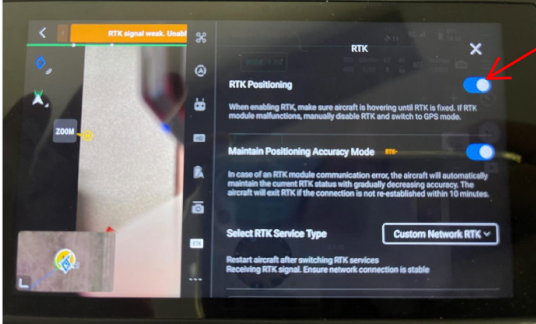 RTK signal weak. Unabl
RTK
RTK Positioning
When enabling RTK, make sure aircraft is hovering until RTK is fixed. If RTK
module malfunctions, manually disable RTK and switch to GPS mode.
ZOOM
Maintain Positioning Accuracy Mode
HD
In case of an RTK module communication error, the aircraft will automatically
maintain the current RTK status with gradually decreasing accuracy. The
aircraft will exit RTK if the connection is not re-established within 10 minutes.
Select RTK Service Type
Custom Network RTK
RTK
Restart aircraft after switching RTK services
Receiving RTK signal. Ensure network connection is stable